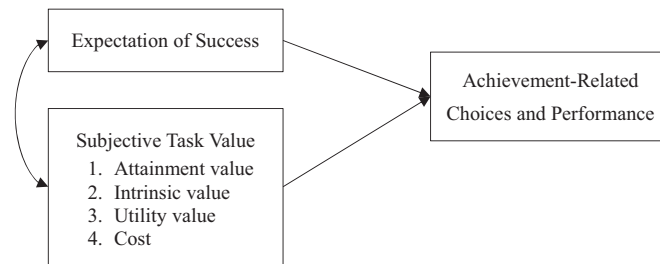 Expectation of Success
Achievement-Related
Choices and Performance
Subjective Task Value
1. Attainment value
2. Intrinsic value
3. Utility value
4. Cost